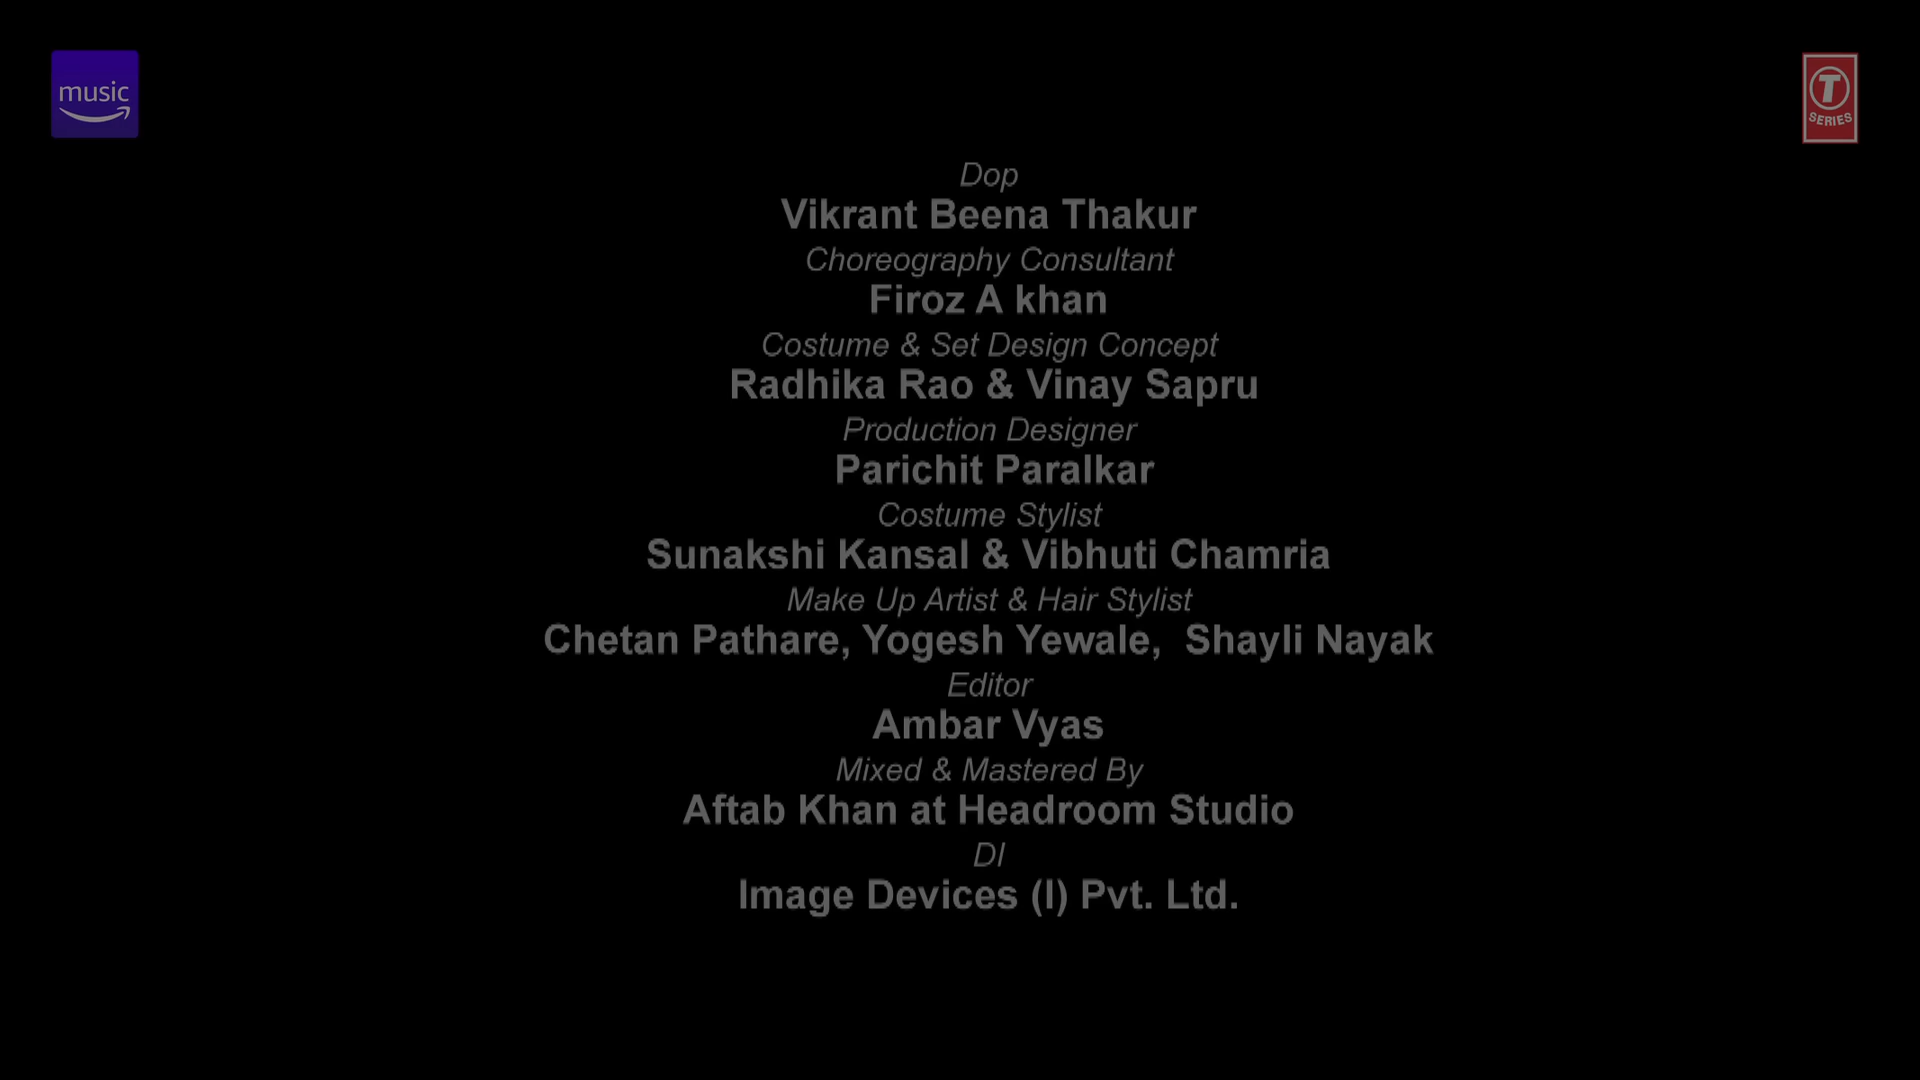 music
T
SERIES
Dop
Vikrant Beena Thakur
Choreography Consultant
Firoz A khan
Costume & Set Design Concept
Radhika Rao & Vinay Sapru
Production Designer
Parichit Paralkar
Costume Stylist
Sunakshi Kansal & Vibhuti Chamria
Make Up Artist & Hair Stylist
Chetan Pathare, Yogesh Yewale,  Shayli Nayak
Editor
Ambar Vyas
Mixed & Mastered By
Aftab Khan at Headroom Studio
DI
Image Devices (I) Pvt. Ltd.